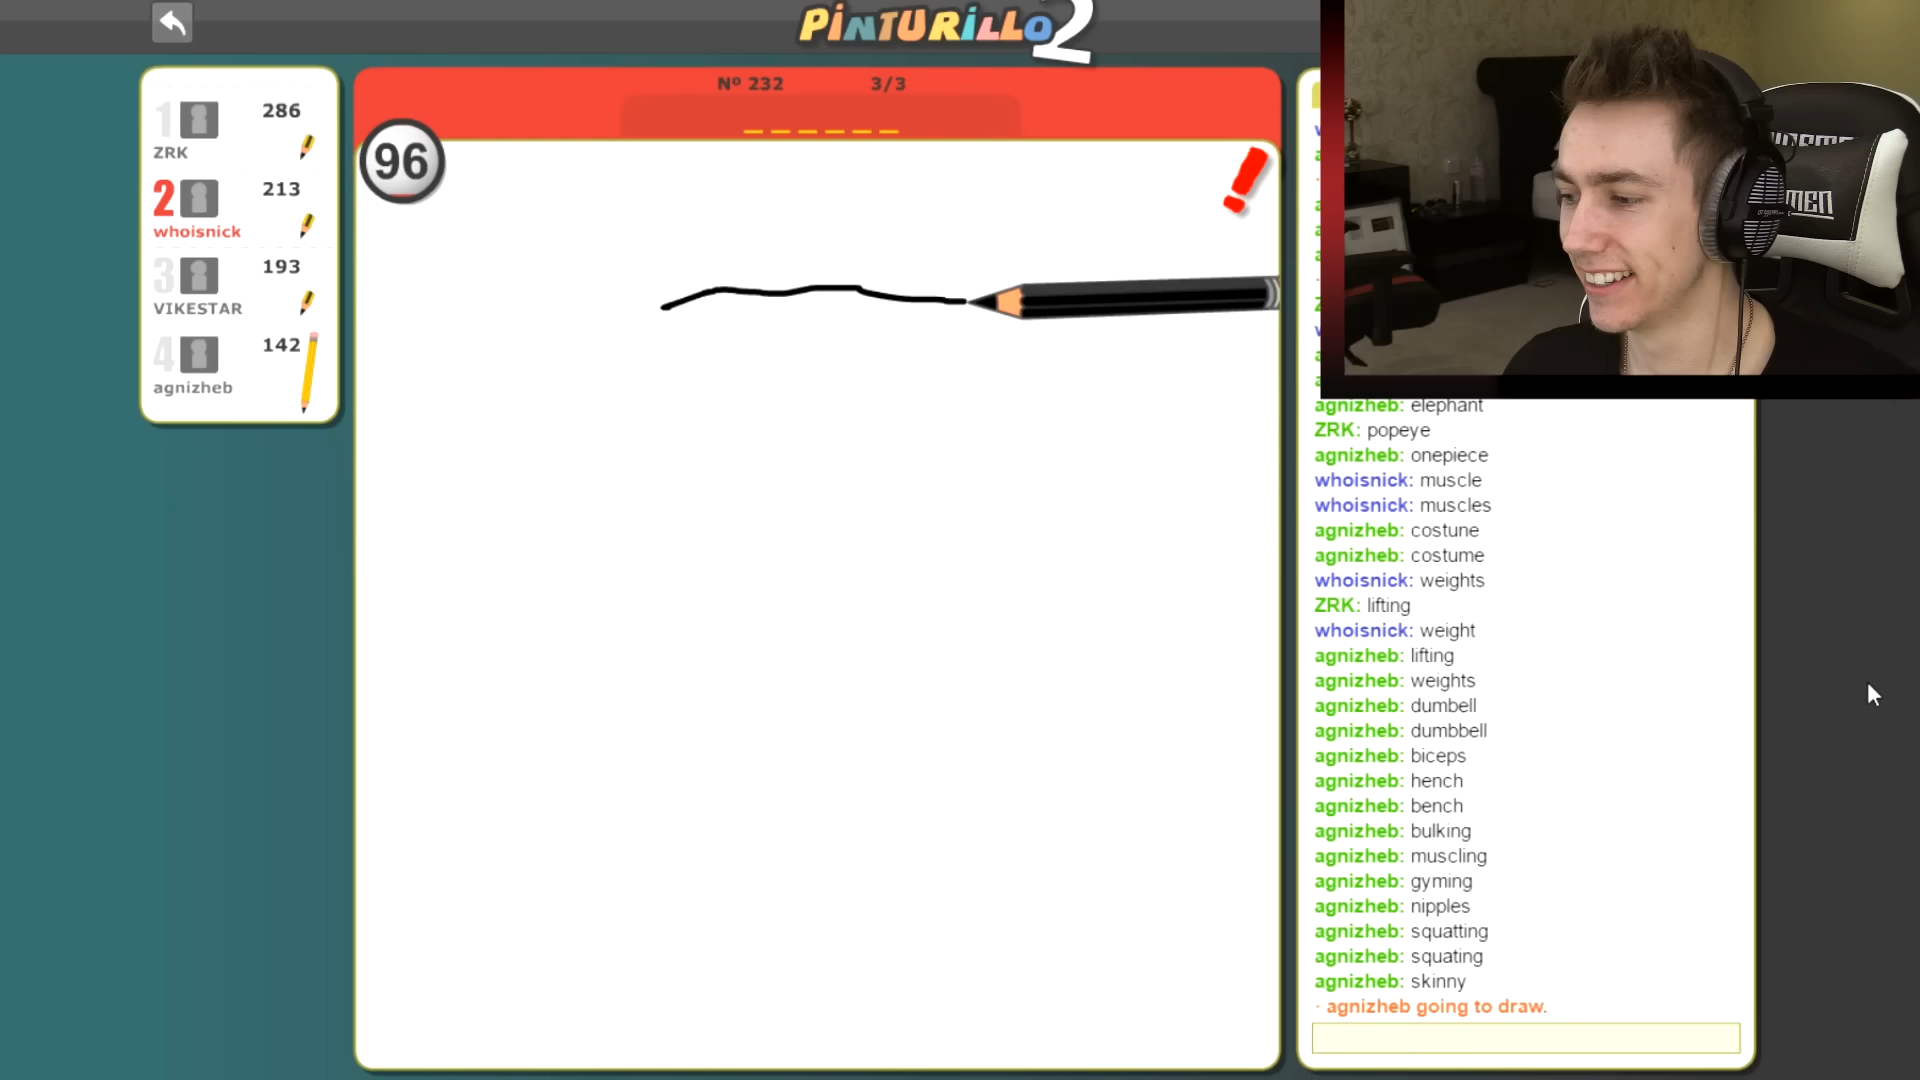 PINTURILLO 2
Nº 232 3/3
96
1 286
ZRK
2 213
whoisnick
3 193
VIKESTAR
4 142
agnizheb
agnizheb: elephant
ZRK: popeye
agnizheb: onepiece
whoisnick: muscle
whoisnick: muscles
agnizheb: costune
agnizheb: costume
whoisnick: weights
ZRK: lifting
whoisnick: weight
agnizheb: lifting
agnizheb: weights
agnizheb: dumbell
agnizheb: dumbbell
agnizheb: biceps
agnizheb: hench
agnizheb: bench
agnizheb: bulking
agnizheb: muscling
agnizheb: gyming
agnizheb: nipples
agnizheb: squatting
agnizheb: squating
agnizheb: skinny
· agnizheb going to draw.